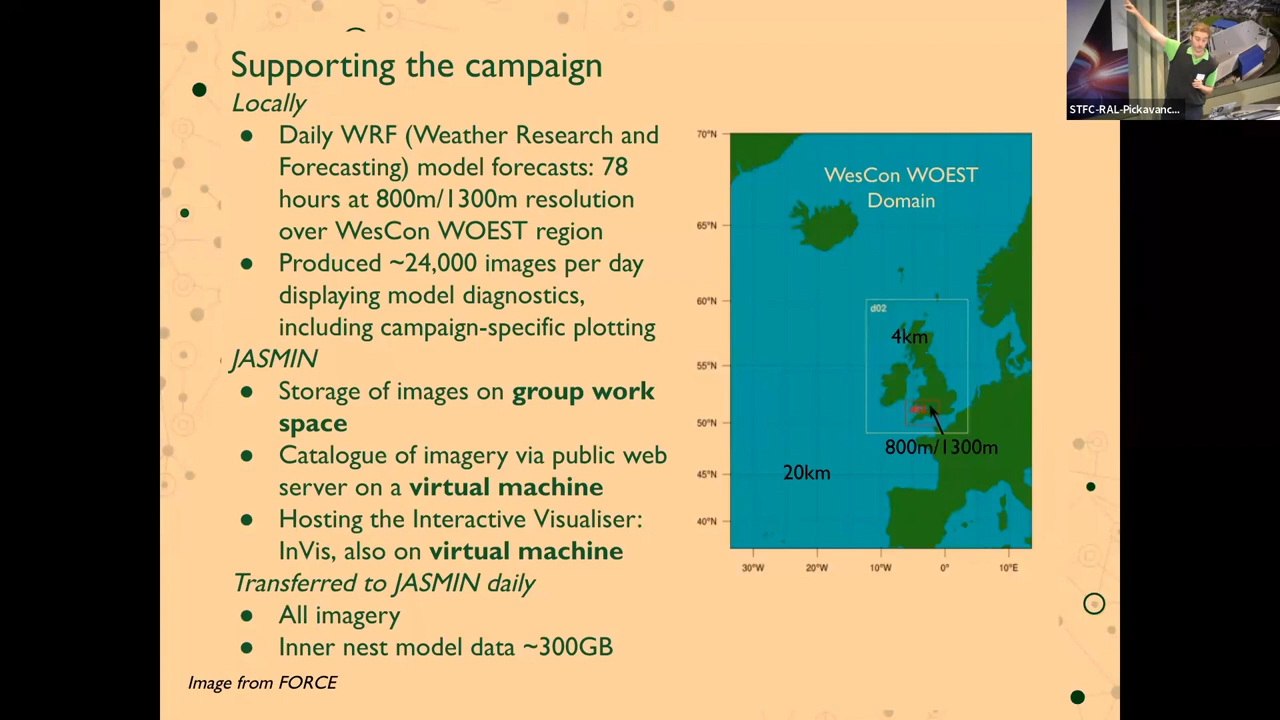 Supporting the campaign
Locally
● Daily WRF (Weather Research and
Forecasting) model forecasts: 78
hours at 800m/1300m resolution
over WesCon WOEST region
● Produced ~24,000 images per day
displaying model diagnostics,
including campaign-specific plotting
JASMIN
● Storage of images on group work
space
● Catalogue of imagery via public web
server on a virtual machine
● Hosting the Interactive Visualiser:
InVis, also on virtual machine
Transferred to JASMIN daily
● All imagery
● Inner nest model data ~300GB
Image from FORCE
STFC-RAL-Pickavanc...
WesCon WOEST
Domain
70°N
65°N
60°N
55°N
50°N
45°N
40°N
d02
4km
800m/1300m
20km
30°W
20°W
10°W
0°
10°E